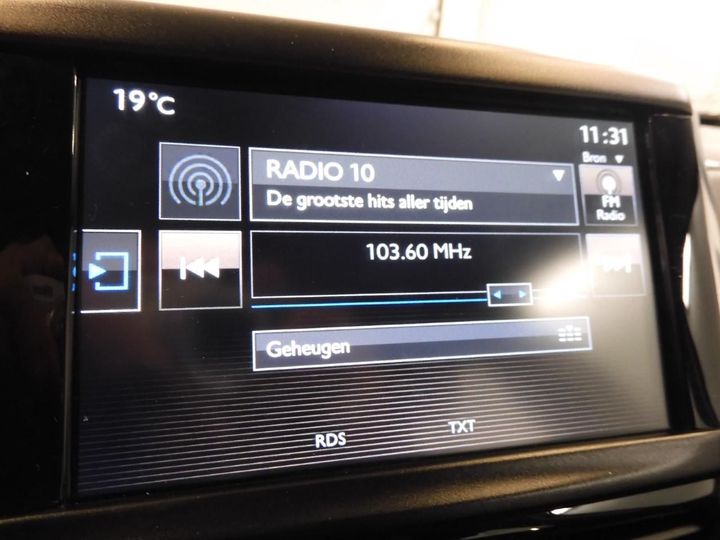 19°C
11:31
Bron
RADIO 10
De grootste hits aller tijden
FM
Radio
103.60 MHz
Geheugen
RDS
TXT